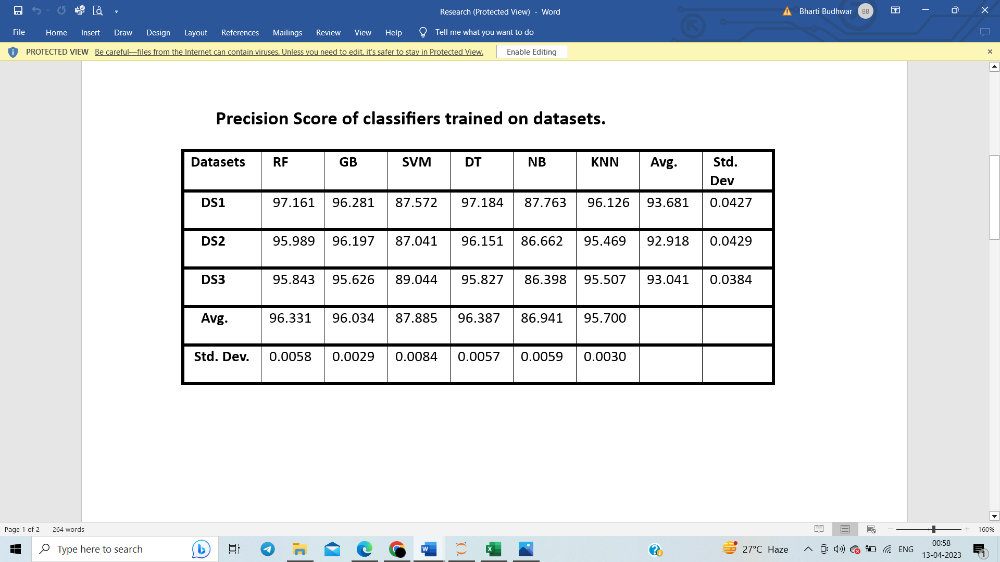 Research (Protected View) - Word
Bharti Budhwar BB
File Home Insert Draw Design Layout References Mailings Review View Help Tell me what you want to do
PROTECTED VIEW Be careful—files from the Internet can contain viruses. Unless you need to edit, it's safer to stay in Protected View. Enable Editing
Precision Score of classifiers trained on datasets.
Datasets RF GB SVM DT NB KNN Avg. Std.
Dev
DS1 97.161 96.281 87.572 97.184 87.763 96.126 93.681 0.0427
DS2 95.989 96.197 87.041 96.151 86.662 95.469 92.918 0.0429
DS3 95.843 95.626 89.044 95.827 86.398 95.507 93.041 0.0384
Avg. 96.331 96.034 87.885 96.387 86.941 95.700
Std. Dev. 0.0058 0.0029 0.0084 0.0057 0.0059 0.0030
Page 1 of 2 264 words
160%
Type here to search
27°C Haze
ENG
00:58
13-04-2023
1